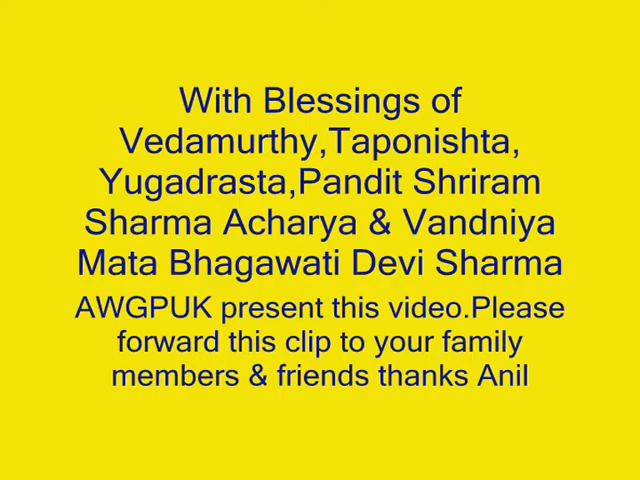 With Blessings of
Vedamurthy,Taponishta,
Yugadrasta,Pandit Shriram
Sharma Acharya & Vandniya
Mata Bhagawati Devi Sharma
AWGPUK present this video.Please
forward this clip to your family
members & friends thanks Anil